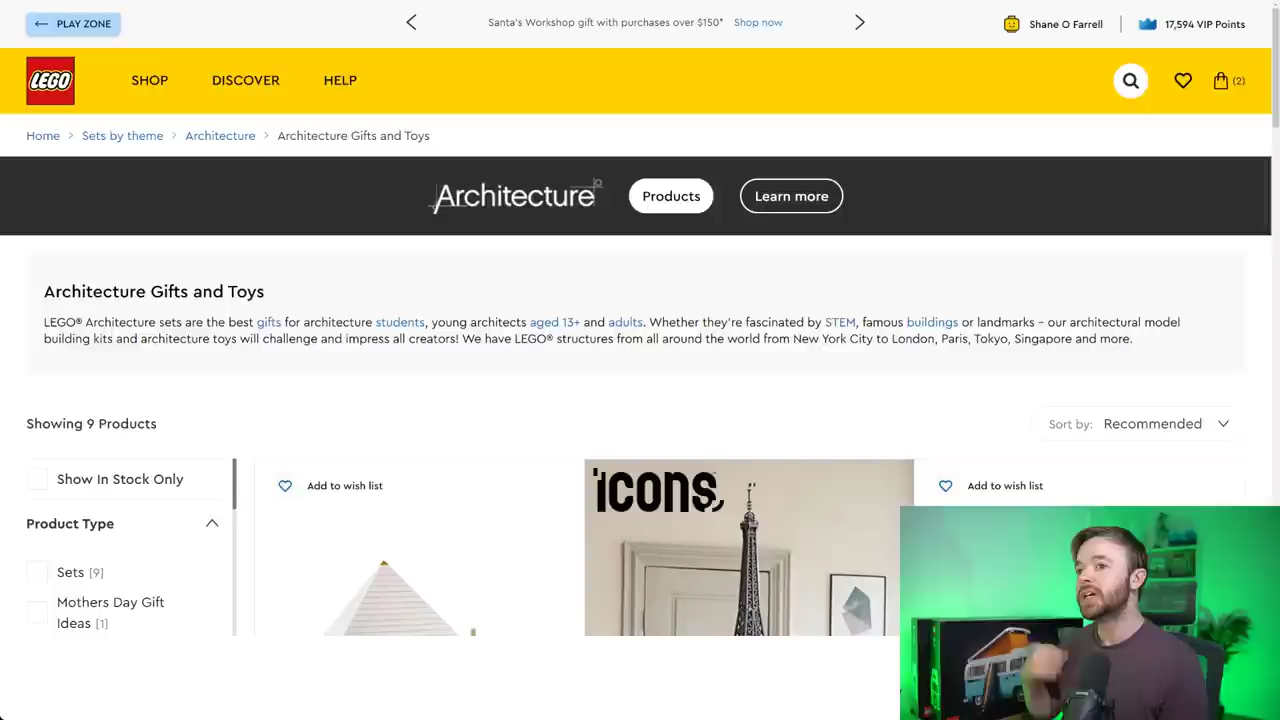 ← PLAY ZONE
Santa's Workshop gift with purchases over $150* Shop now
Shane O Farrell
17,594 VIP Points
LEGO
SHOP DISCOVER HELP
(2)
Home > Sets by theme > Architecture > Architecture Gifts and Toys
Architecture
Products
Learn more
Architecture Gifts and Toys
LEGO® Architecture sets are the best gifts for architecture students, young architects aged 13+ and adults. Whether they're fascinated by STEM, famous buildings or landmarks – our architectural model
building kits and architecture toys will challenge and impress all creators! We have LEGO® structures from all around the world from New York City to London, Paris, Tokyo, Singapore and more.
Showing 9 Products
Sort by: Recommended
Show In Stock Only
Product Type
Sets [9]
Mothers Day Gift
Ideas [1]
Add to wish list
icons
Add to wish list